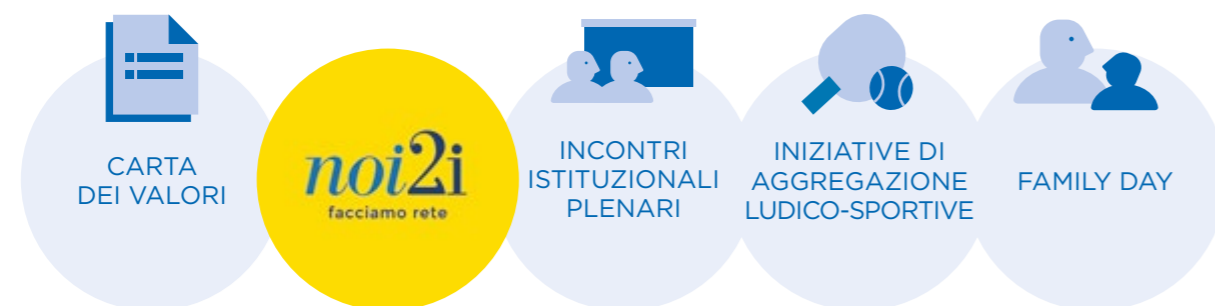 CARTA
DEI VALORI
noi2i
facciamo rete
INCONTRI
ISTITUZIONALI
PLENARI
INIZIATIVE DI
AGGREGAZIONE
LUDICO-SPORTIVE
FAMILY DAY